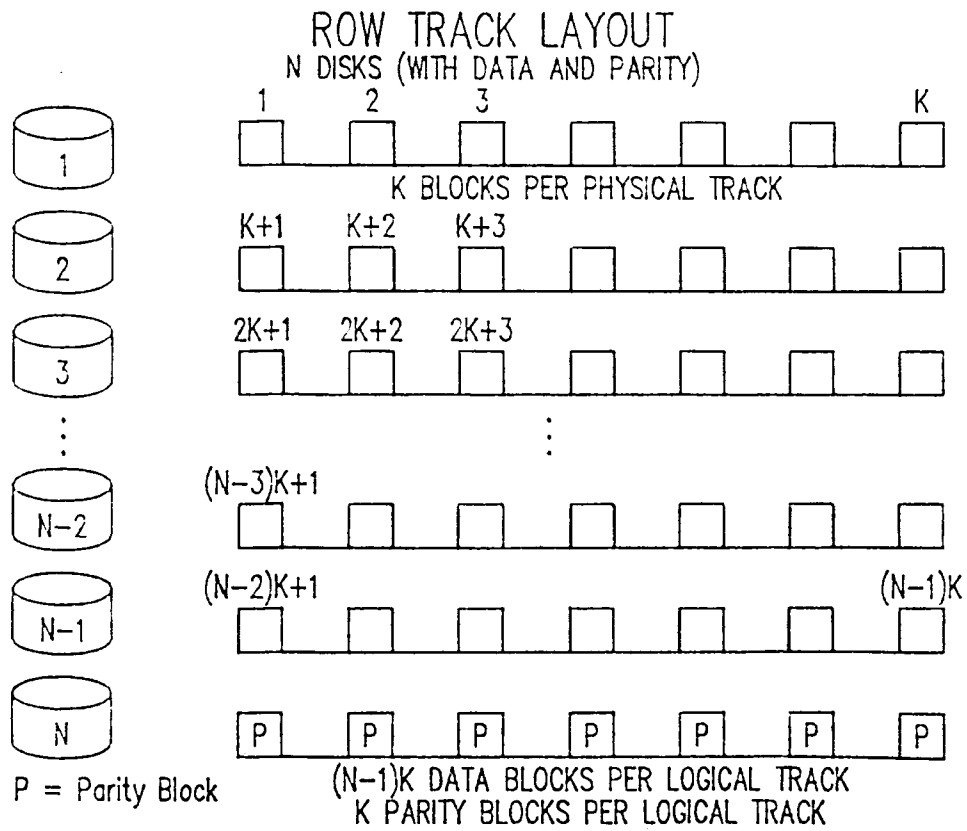 ROW TRACK LAYOUT
N DISKS (WITH DATA AND PARITY)
1 2 3 K
1
K BLOCKS PER PHYSICAL TRACK
K+1 K+2 K+3
2
2K+1 2K+2 2K+3
3
(N-3)K+1
N-2
(N-2)K+1 (N-1)K
N-1
N P P P P P P P
P = Parity Block
(N-1)K DATA BLOCKS PER LOGICAL TRACK
K PARITY BLOCKS PER LOGICAL TRACK